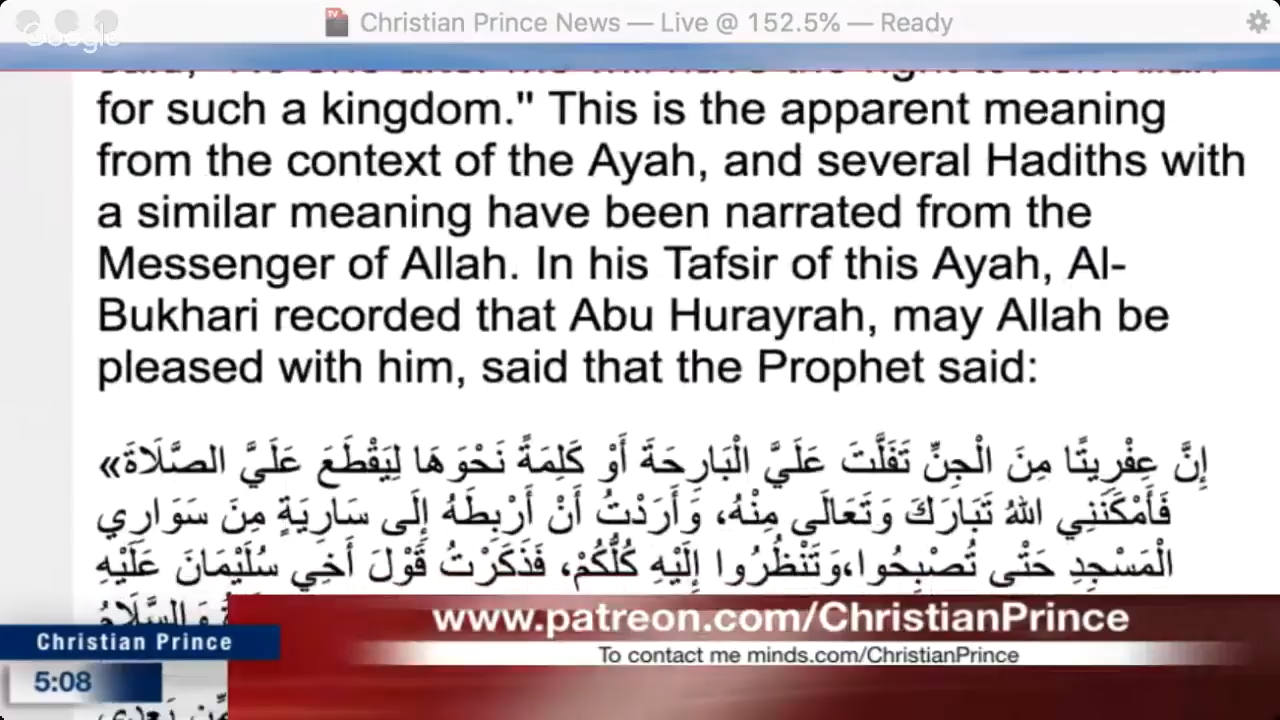 Christian Prince News — Live @ 152.5% — Ready
Google
for such a kingdom." This is the apparent meaning
from the context of the Ayah, and several Hadiths with
a similar meaning have been narrated from the
Messenger of Allah. In his Tafsir of this Ayah, Al-
Bukhari recorded that Abu Hurayrah, may Allah be
pleased with him, said that the Prophet said:
«إِنَّ عِفْرِيتًا مِنَ الْجِنِّ تَفَلَّتَ عَلَيَّ الْبَارِحَةَ أَوْ كَلِمَةً نَحْوَهَا لِيَقْطَعَ عَلَيَّ الصَّلَاةَ
فَأَمْكَنَنِي اللهُ تَبَارَكَ وَتَعَالَى مِنْهُ، وَأَرَدْتُ أَنْ أَرْبِطَهُ إِلَى سَارِيَةٍ مِنَ سَوَارِي
الْمَسْجِدِ حَتْى تُصْبِحُوا،وَتَنْظُرُوا إِلَيْهِ كُلُّكُمْ، فَذَكَرْتُ قَوْلَ أَخِي سُلَيْمَانَ عَلَيْهِ
وَالسَّلَامُ
www.patreon.com/ChristianPrince
Christian Prince
To contact me minds.com/ChristianPrince
5:08